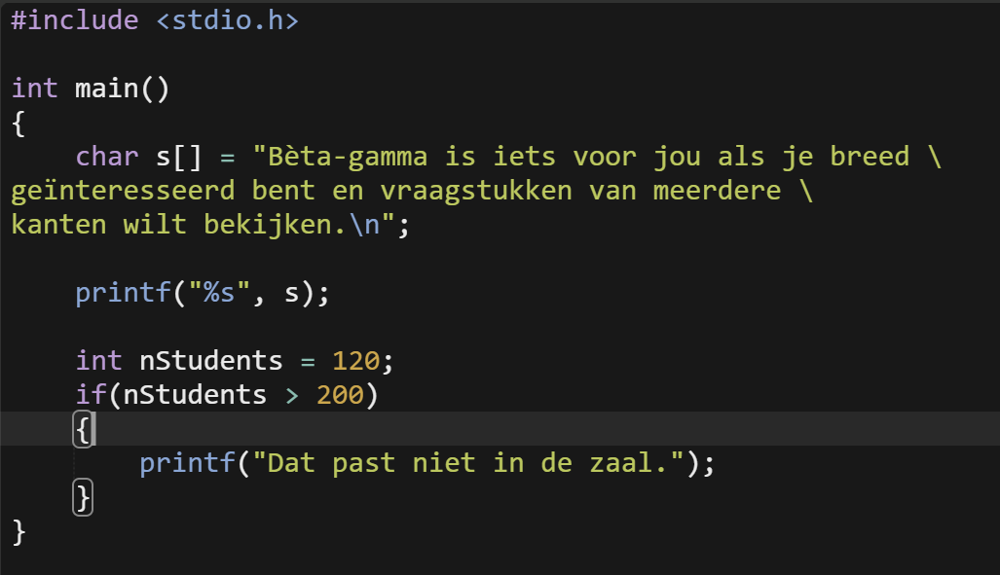 #include <stdio.h>

int main()
{
    char s[] = "Bèta-gamma is iets voor jou als je breed \
geïnteresseerd bent en vraagstukken van meerdere \
kanten wilt bekijken.\n";

    printf("%s", s);

    int nStudents = 120;
    if(nStudents > 200)
    {
        printf("Dat past niet in de zaal.");
    }
}